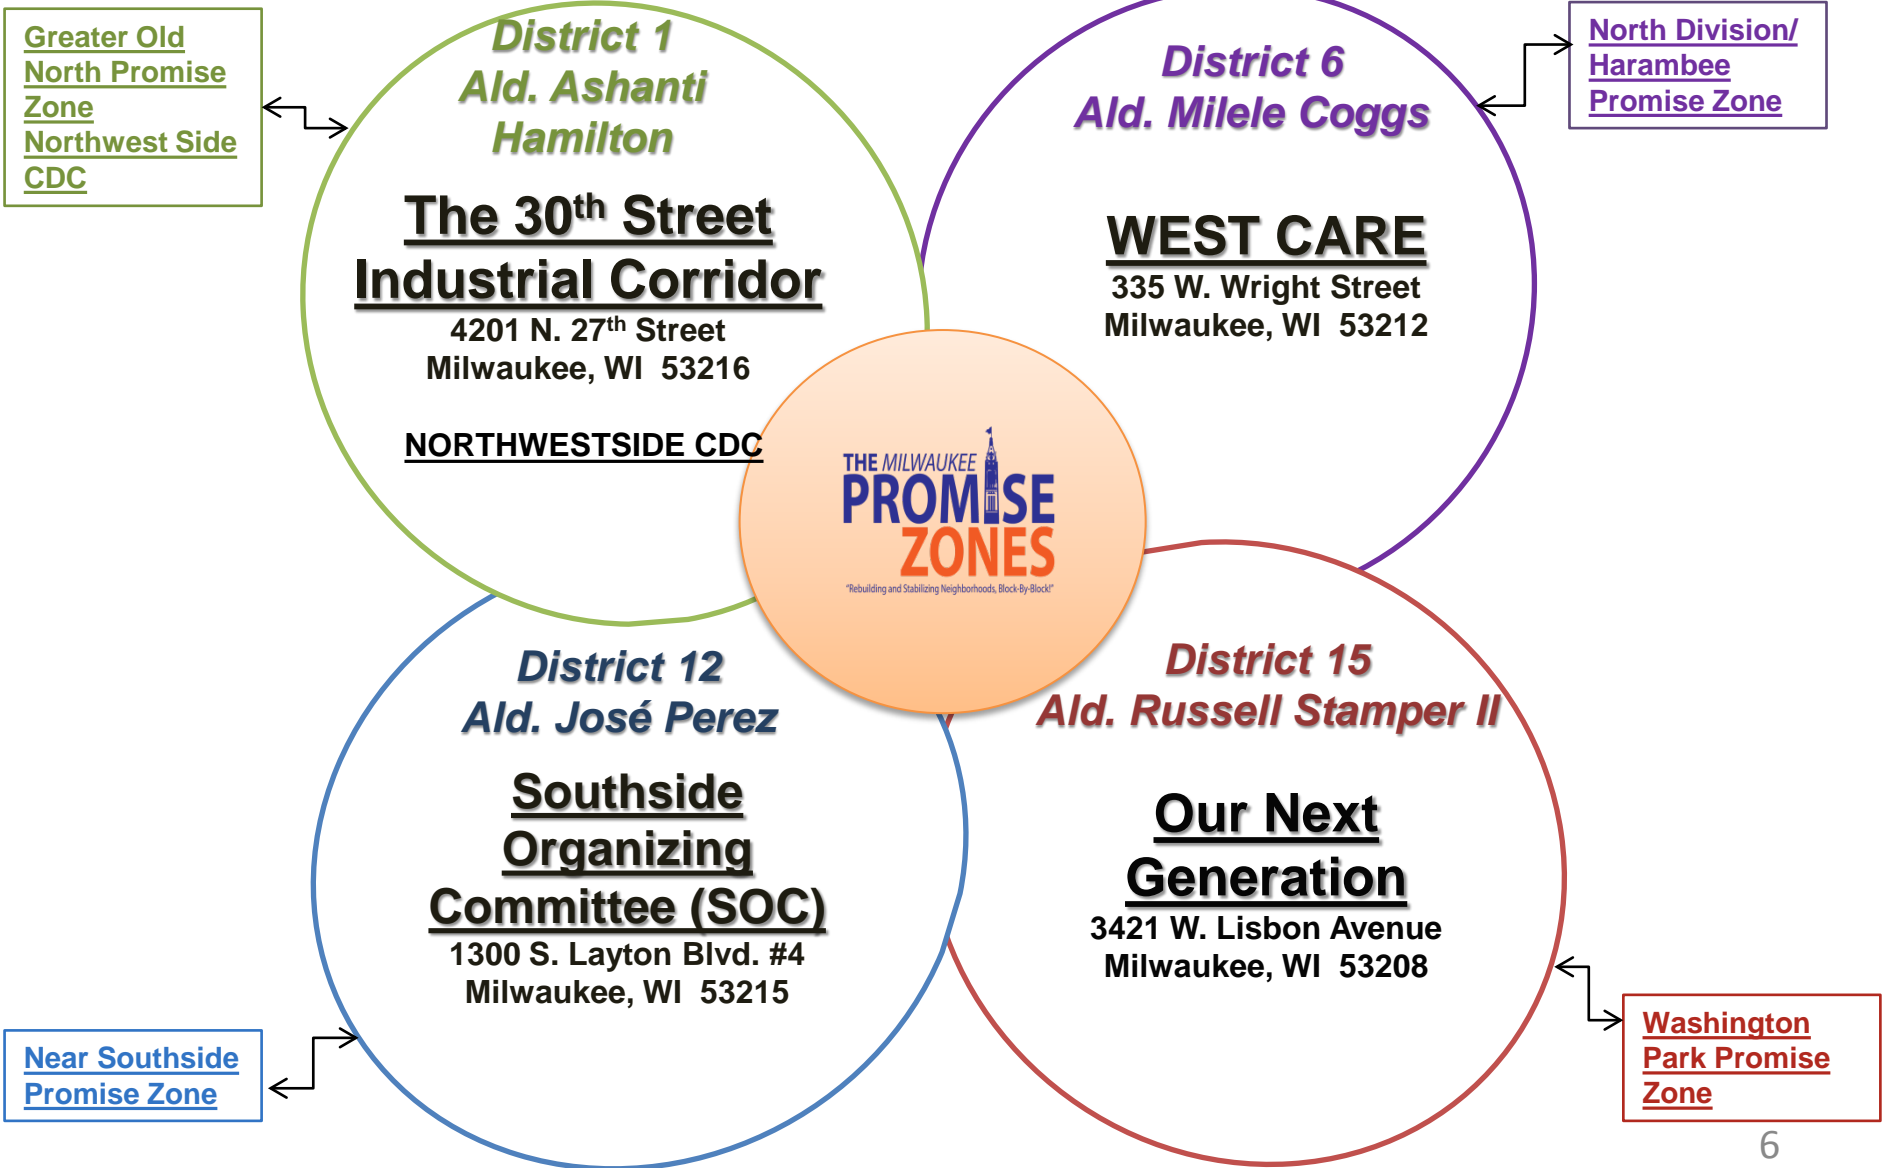 Greater Old
North Promise
Zone
Northwest Side
CDC
District 1
Ald. Ashanti
Hamilton
The 30th Street
Industrial Corridor
4201 N. 27th Street
Milwaukee, WI 53216
NORTHWESTSIDE CDC
District 6
Ald. Milele Coggs
WEST CARE
335 W. Wright Street
Milwaukee, WI 53212
North Division/
Harambee
Promise Zone
THE MILWAUKEE
PROMISE
ZONES
"Rebuilding and Stabilizing Neighborhoods, Block-By-Block!"
District 12
Ald. José Perez
Southside
Organizing
Committee (SOC)
1300 S. Layton Blvd. #4
Milwaukee, WI 53215
Near Southside
Promise Zone
District 15
Ald. Russell Stamper II
Our Next
Generation
3421 W. Lisbon Avenue
Milwaukee, WI 53208
Washington
Park Promise
Zone
6